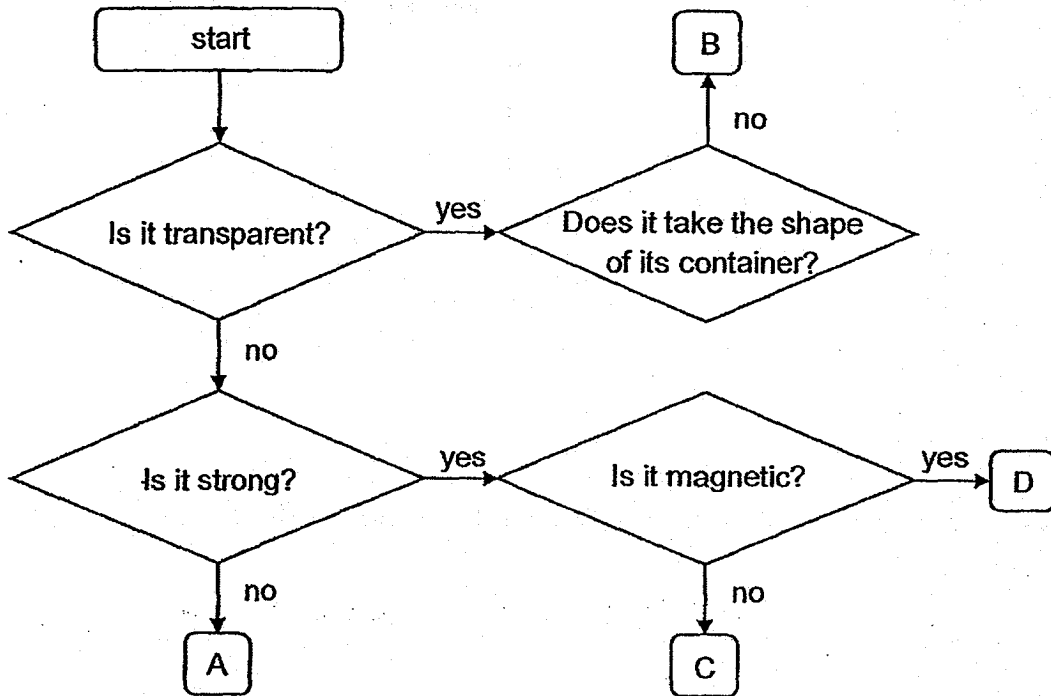 start
B
no
Is it transparent?
yes
Does it take the shape
of its container?
no
Is it strong?
yes
Is it magnetic?
yes
D
no
A
no
C